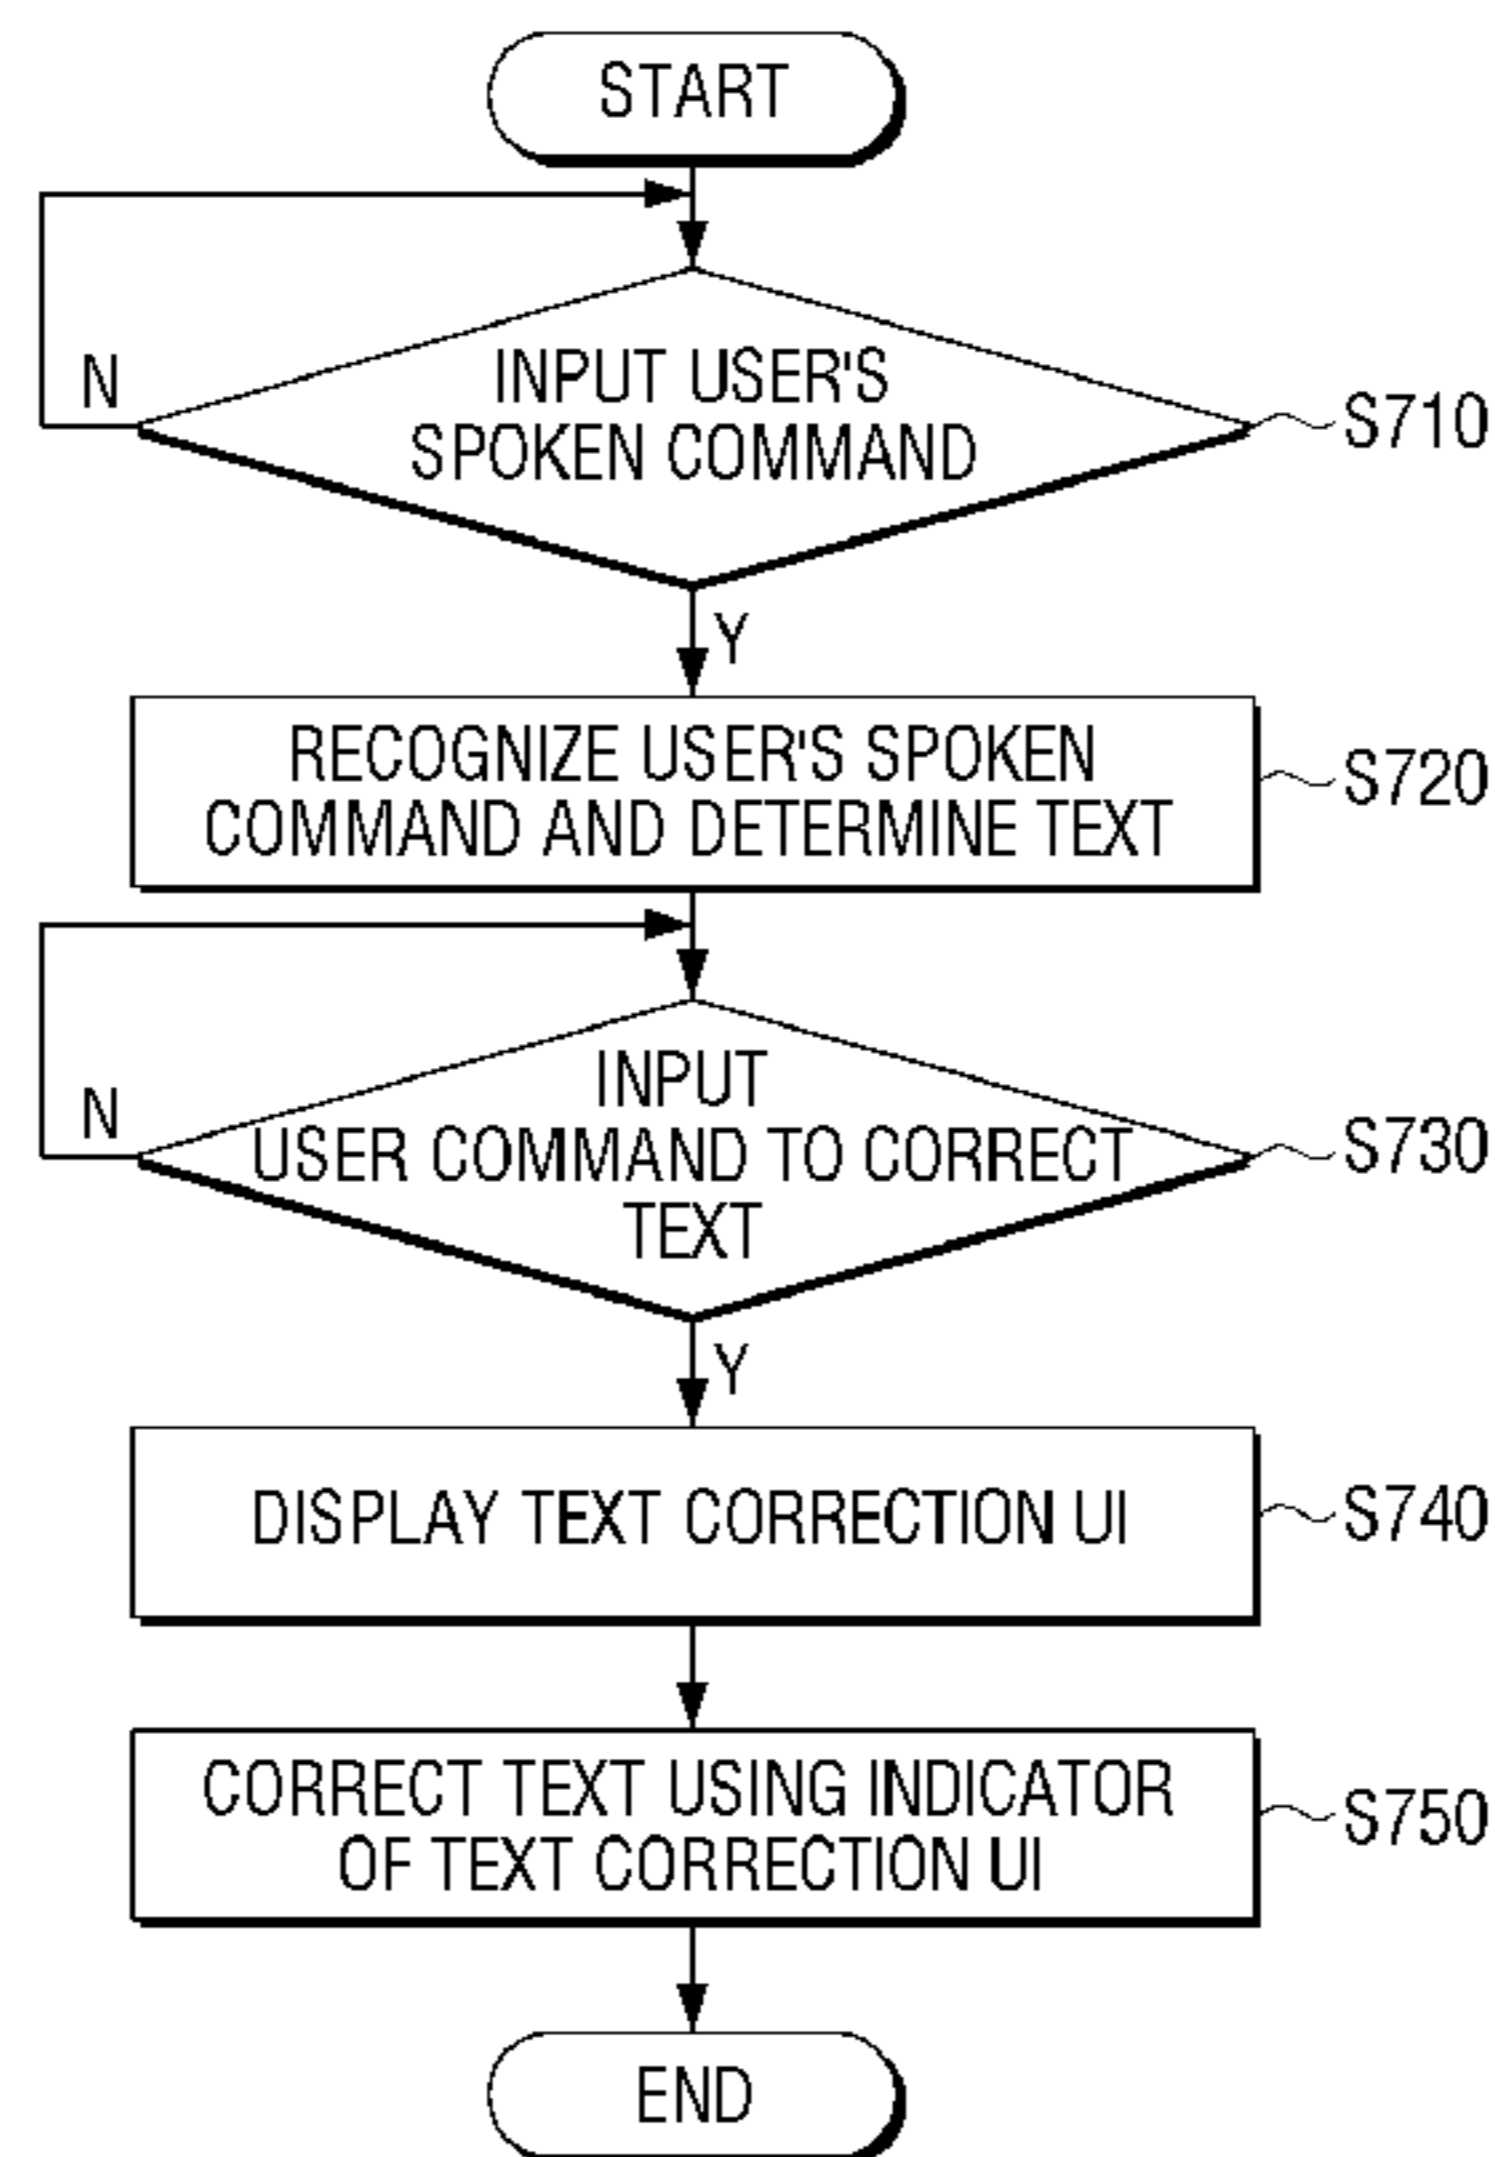 START
N
INPUT USER'S
SPOKEN COMMAND
S710
Y
RECOGNIZE USER'S SPOKEN
COMMAND AND DETERMINE TEXT
S720
N
INPUT
USER COMMAND TO CORRECT
TEXT
S730
Y
DISPLAY TEXT CORRECTION UI
S740
CORRECT TEXT USING INDICATOR
OF TEXT CORRECTION UI
S750
END